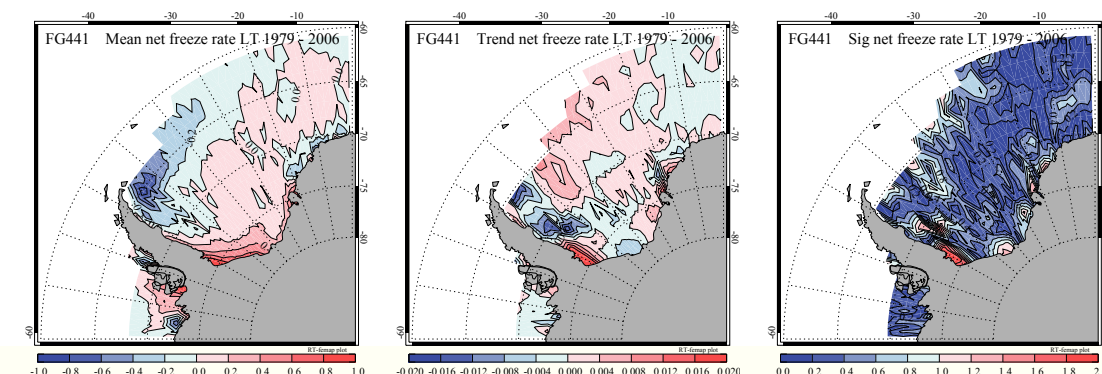 -40 -30 -20 -10 -60
FG441 Mean net freeze rate LT 1979 - 2006
-65
0.0
-0.2
-70
-75
-80
-60
RT-femap plot
-1.0 -0.8 -0.6 -0.4 -0.2 0.0 0.2 0.4 0.6 0.8 1.0
-40 -30 -20 -10 -60
FG441 Trend net freeze rate LT 1979 - 2006
-65
-70
-75
-80
-60
RT-femap plot
-0.020 -0.016 -0.012 -0.008 -0.004 0.000 0.004 0.008 0.012 0.016 0.020
-40 -30 -20 -10
FG441 Sig net freeze rate LT 1979 - 2006
RT-femap plot
0.0 0.2 0.4 0.6 0.8 1.0 1.2 1.4 1.6 1.8 2